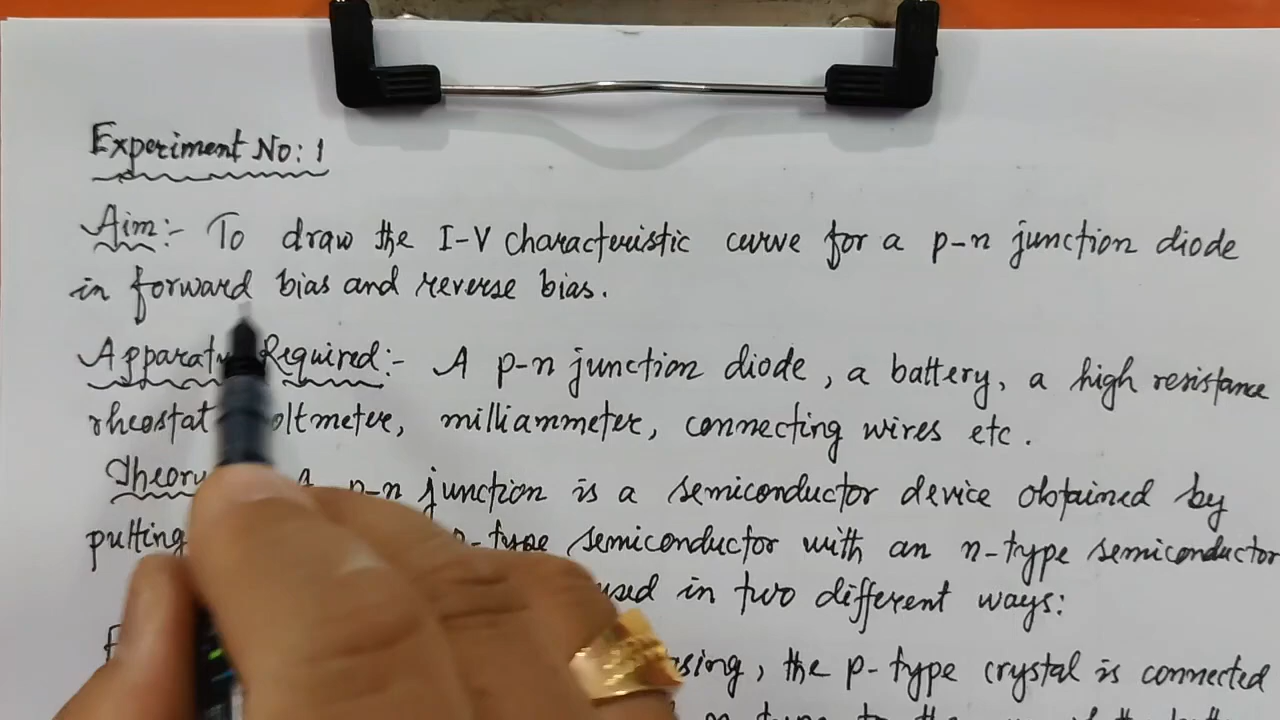 Experiment No: 1
Aim:- To draw the I-V characteristic curve for a p-n junction diode
in forward bias and reverse bias.
Required:- A p-n junction diode, a battery, a high resistance
rheostat milliammeter, connecting wires etc.
Theory p-n junction is a semiconductor device obtained by
putting semiconductor with an n-type semiconductor
used in two different ways:
the p-type crystal is connected